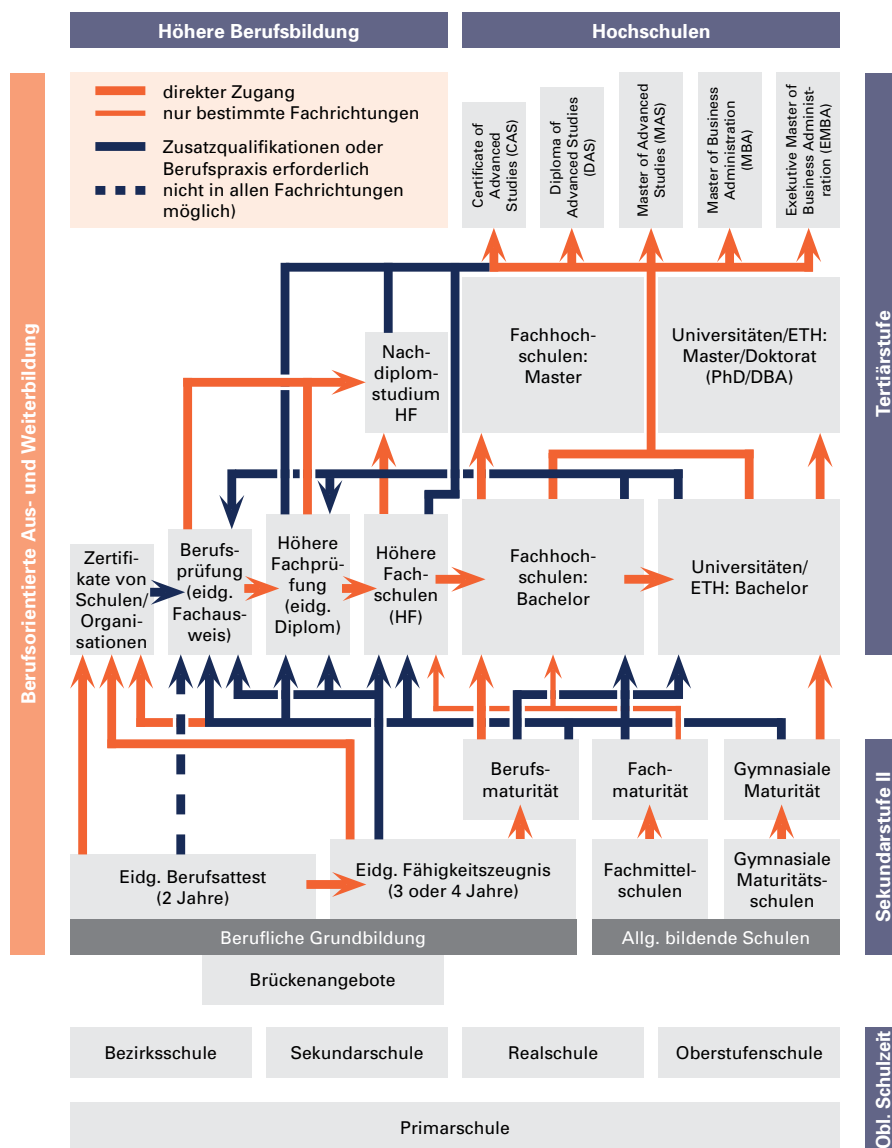 Höhere Berufsbildung
Hochschulen
direkter Zugang
nur bestimmte Fachrichtungen
Zusatzqualifikationen oder
Berufspraxis erforderlich
nicht in allen Fachrichtungen
möglich)
Certificate of
Advanced
Studies (CAS)
Diploma of
Advanced Studies
(DAS)
Master of Advanced
Studies (MAS)
Master of Business
Administration
(MBA)
Exekutive Master of
Business Administ-
ration (EMBA)
Berufsorientierte Aus- und Weiterbildung
Tertiärstufe
Nach-
diplom-
studium
HF
Fachhoch-
schulen:
Master
Universitäten/ETH:
Master/Doktorat
(PhD/DBA)
Zertifi-
kate von
Schulen/
Organi-
sationen
Berufs-
prüfung
(eidg.
Fachaus-
weis)
Höhere
Fachprü-
fung
(eidg.
Diplom)
Höhere
Fach-
schulen
(HF)
Fachhoch-
schulen:
Bachelor
Universitäten/
ETH: Bachelor
Sekundarstufe II
Berufs-
maturität
Fach-
maturität
Gymnasiale
Maturität
Eidg. Berufsattest
(2 Jahre)
Eidg. Fähigkeitszeugnis
(3 oder 4 Jahre)
Fachmittel-
schulen
Gymnasiale
Maturitäts-
schulen
Berufliche Grundbildung
Allg. bildende Schulen
Brückenangebote
Bezirksschule
Sekundarschule
Realschule
Oberstufenschule
Obl. Schulzeit
Primarschule